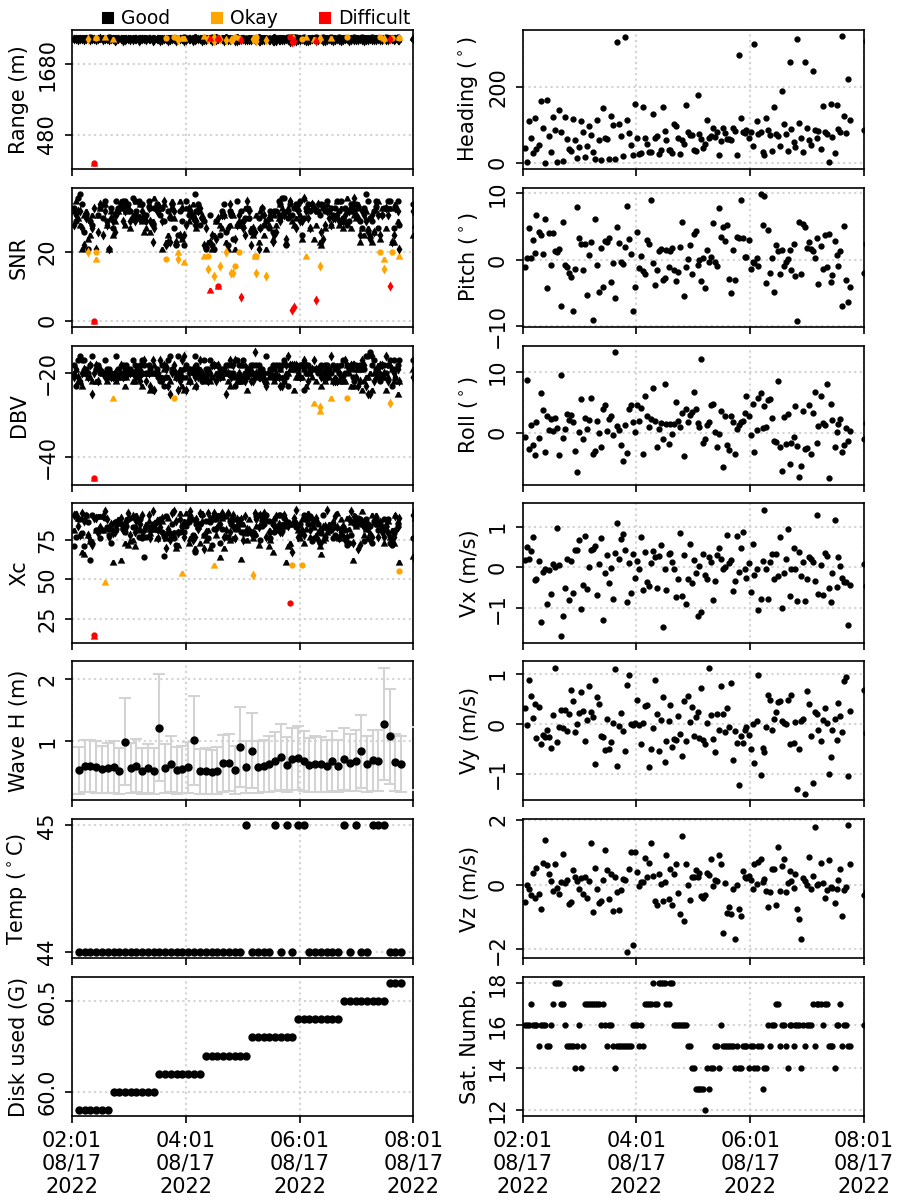 Good Okay Difficult
Range (m)
1680
480
Heading (°)
200
0
SNR
20
0
Pitch (°)
10
0
−10
DBV
−20
−40
Roll (°)
10
0
Xc
75
50
25
Vx (m/s)
1
0
−1
Wave H (m)
2
1
Vy (m/s)
1
0
−1
Temp (°C)
45
44
Vz (m/s)
2
0
−2
Disk used (G)
60.5
60.0
Sat. Numb.
18
16
14
12
02:01 04:01 06:01 08:01 02:01 04:01 06:01 08:01
08/17 08/17 08/17 08/17 08/17 08/17 08/17 08/17
2022 2022 2022 2022 2022 2022 2022 2022